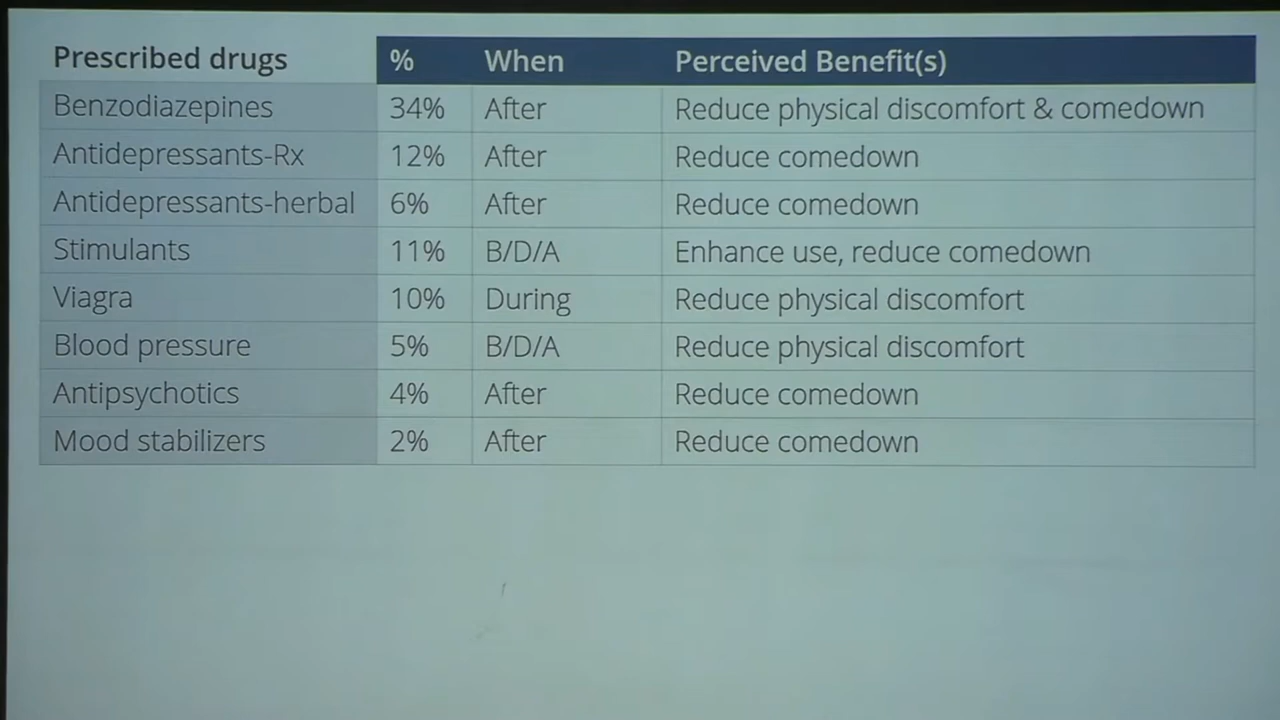 Prescribed drugs % When Perceived Benefit(s)
Benzodiazepines 34% After Reduce physical discomfort & comedown
Antidepressants-Rx 12% After Reduce comedown
Antidepressants-herbal 6% After Reduce comedown
Stimulants 11% B/D/A Enhance use, reduce comedown
Viagra 10% During Reduce physical discomfort
Blood pressure 5% B/D/A Reduce physical discomfort
Antipsychotics 4% After Reduce comedown
Mood stabilizers 2% After Reduce comedown